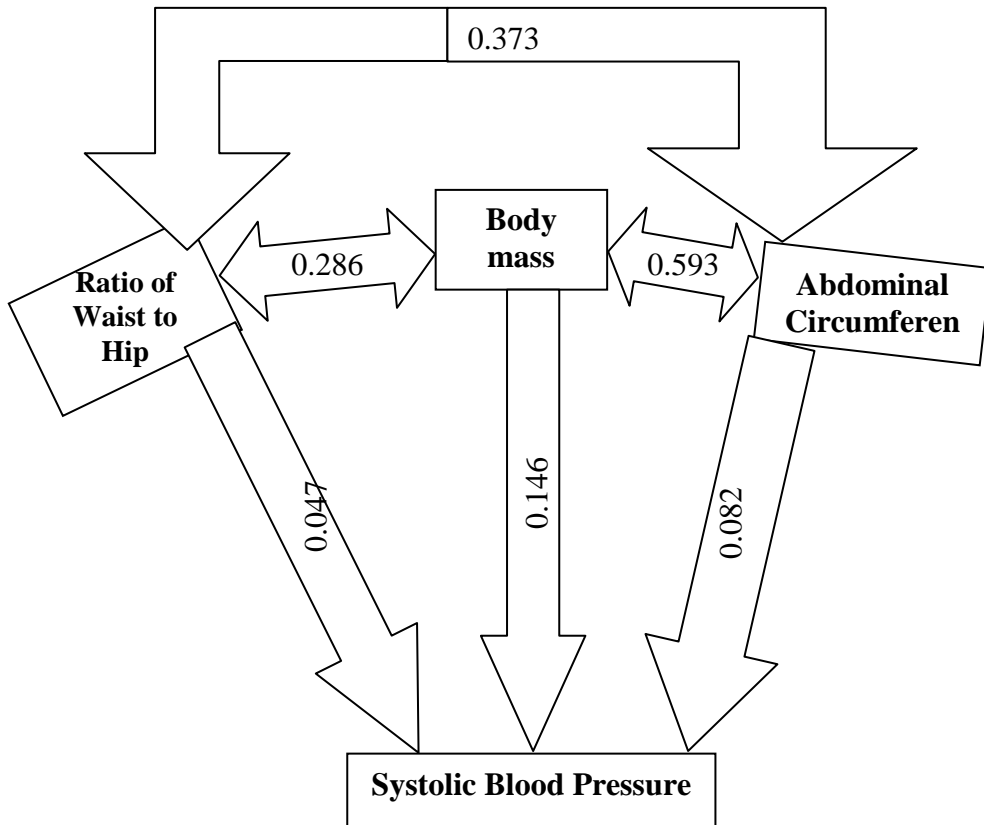 0.373
Body
mass
0.286
0.593
Ratio of
Waist to
Hip
Abdominal
Circumferen
0.047
0.146
0.082
Systolic Blood Pressure